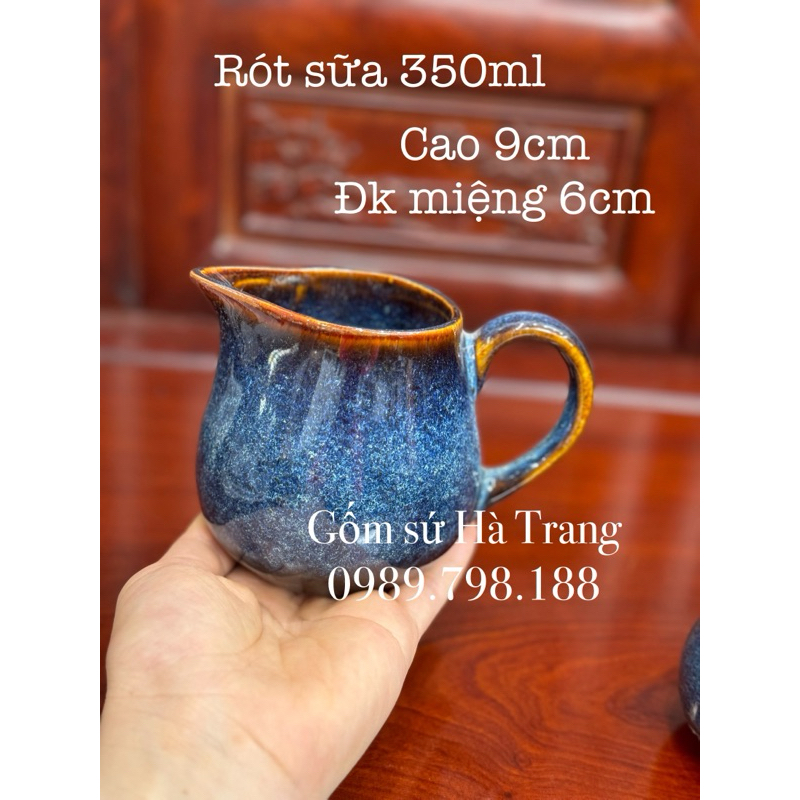 Rót sữa 350ml
Cao 9cm
Đk miệng 6cm
Gốm sứ Hà Trang
0989.798.188